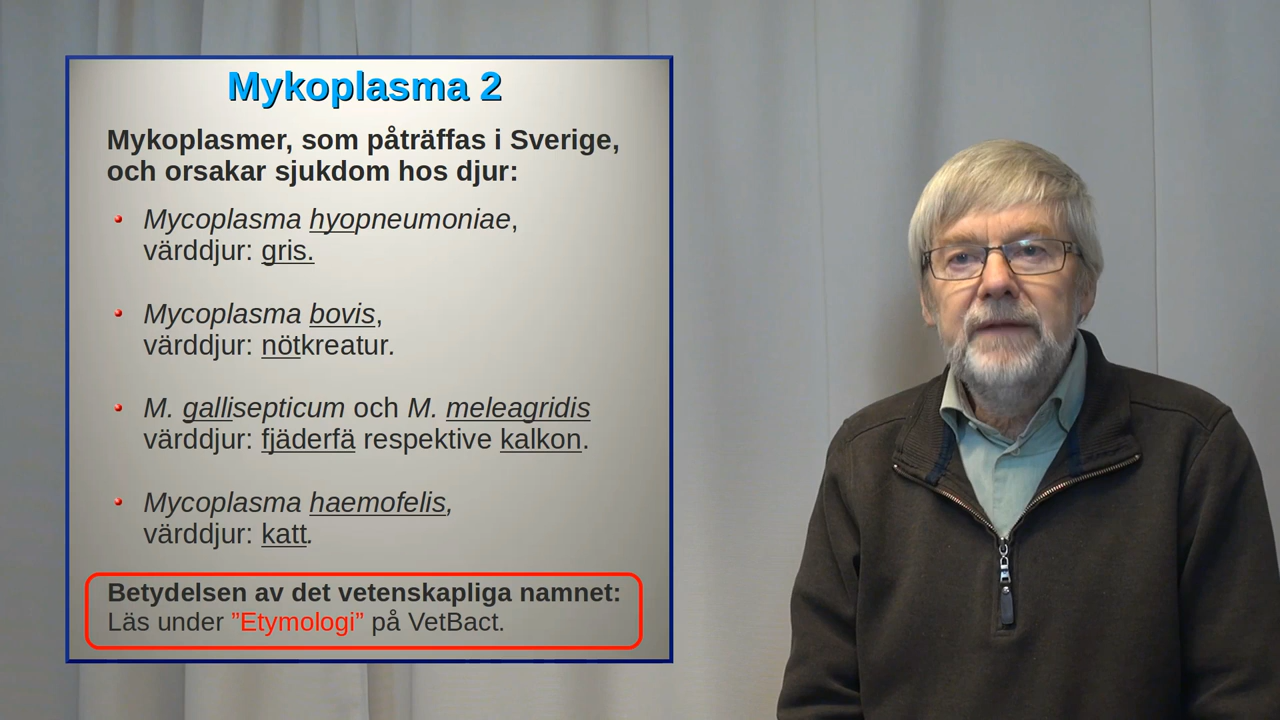 Mykoplasma 2
Mykoplasmer, som påträffas i Sverige,
och orsakar sjukdom hos djur:
Mycoplasma hyopneumoniae,
värddjur: gris.
Mycoplasma bovis,
värddjur: nötkreatur.
M. gallisepticum och M. meleagridis
värddjur: fjäderfä respektive kalkon.
Mycoplasma haemofelis,
värddjur: katt.
Betydelsen av det vetenskapliga namnet:
Läs under ”Etymologi” på VetBact.